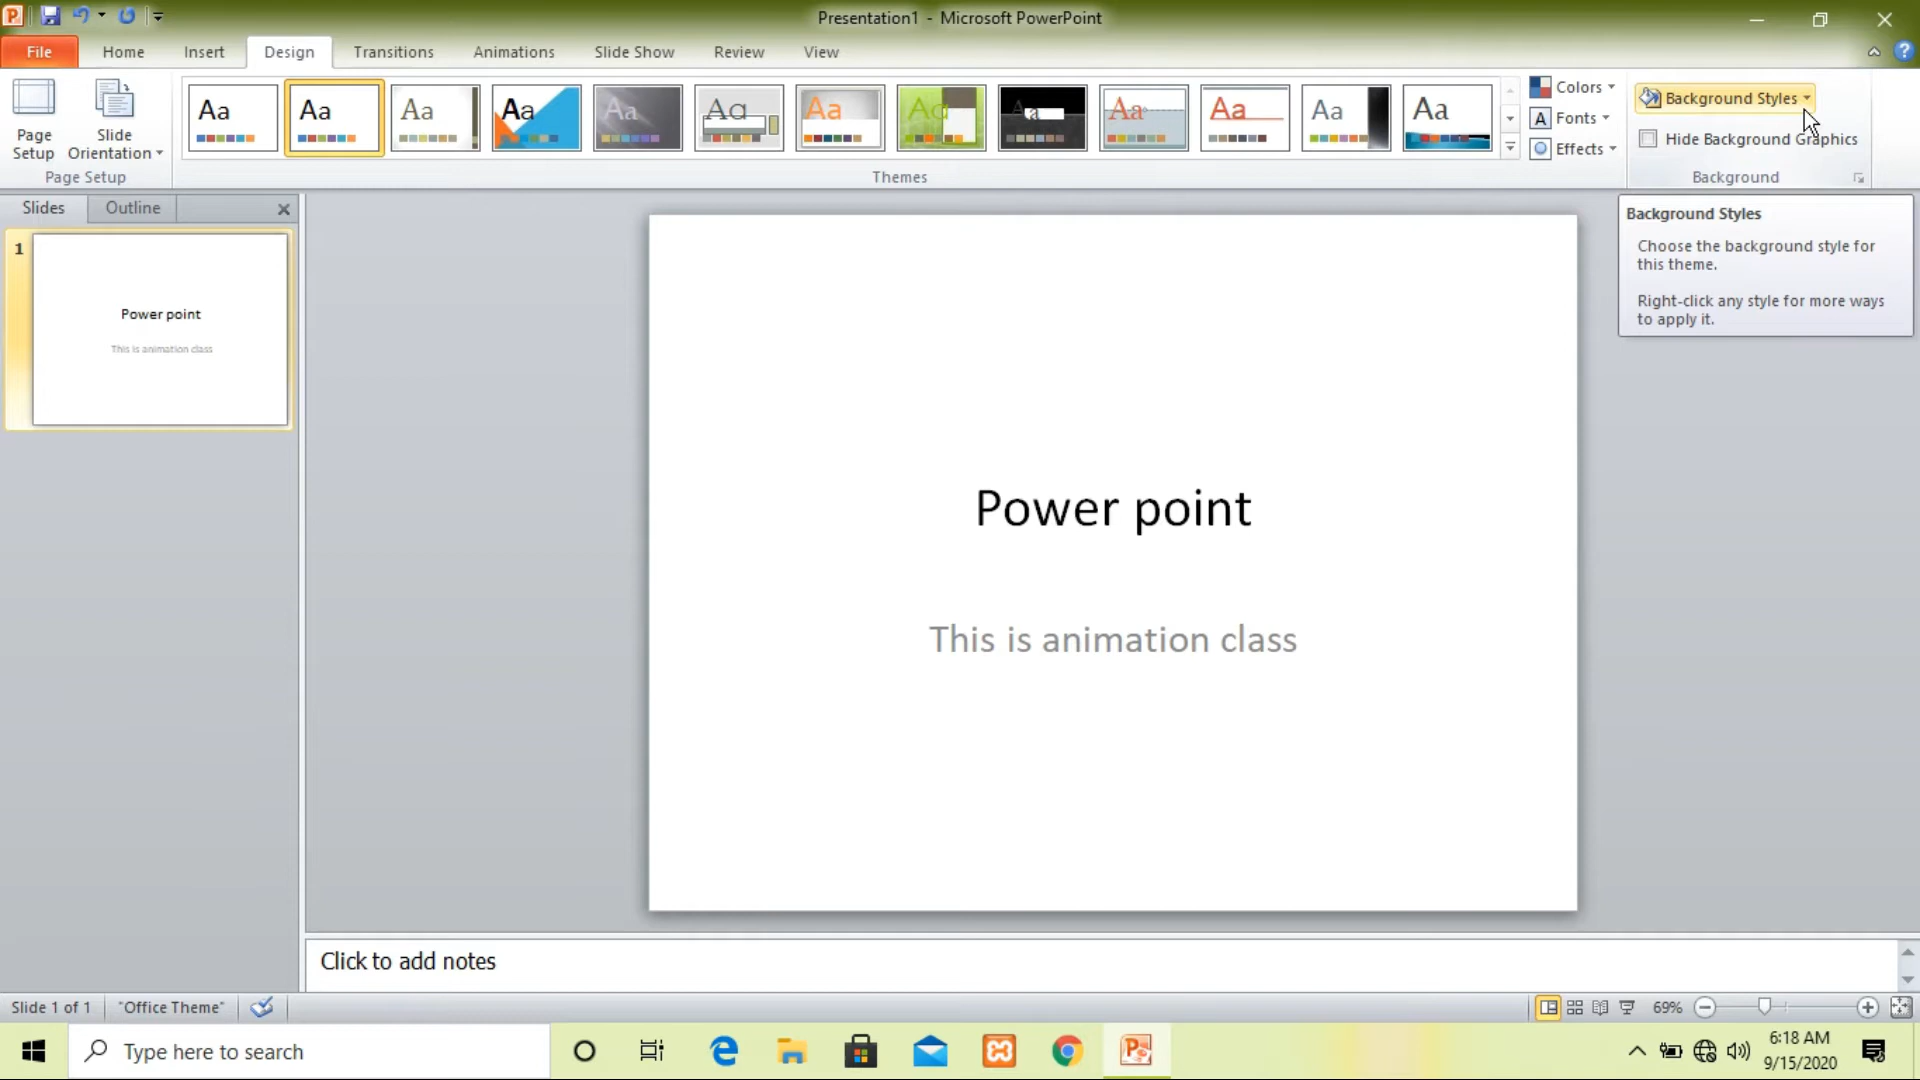 Presentation1 - Microsoft PowerPoint
File
Home
Insert
Design
Transitions
Animations
Slide Show
Review
View
Page
Setup
Slide
Orientation
Page Setup
Aa
Aa
Aa
Aa
Aa
Aa
Aa
Aa
Aa
Aa
Aa
Aa
Aa
Themes
Colors
A
Fonts
Effects
Background Styles
Hide Background Graphics
Background
Slides
Outline
1
Power point
This is animation class
Power point
This is animation class
Background Styles
Choose the background style for
this theme.
Right-click any style for more ways
to apply it.
Click to add notes
Slide 1 of 1
"Office Theme"
69%
Type here to search
6:18 AM
9/15/2020